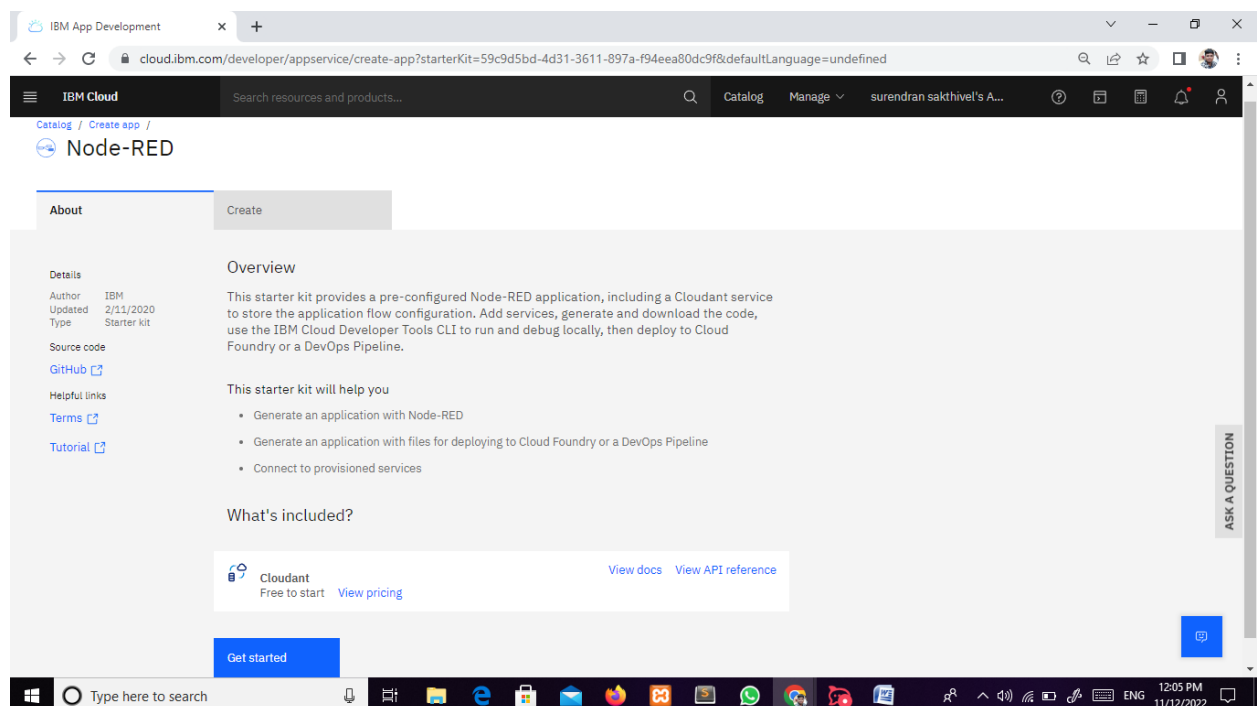 IBM App Development
cloud.ibm.com/developer/appservice/create-app?starterKit=59c9d5bd-4d31-3611-897a-f94eea80dc9f&defaultLanguage=undefined
IBM Cloud
Search resources and products...
Catalog
Manage
surendran sakthivel's A...
Catalog / Create app /
Node-RED
About
Create
Details
Author IBM
Updated 2/11/2020
Type Starter kit
Source code
GitHub
Helpful links
Terms
Tutorial
Overview
This starter kit provides a pre-configured Node-RED application, including a Cloudant service
to store the application flow configuration. Add services, generate and download the code,
use the IBM Cloud Developer Tools CLI to run and debug locally, then deploy to Cloud
Foundry or a DevOps Pipeline.
This starter kit will help you
• Generate an application with Node-RED
• Generate an application with files for deploying to Cloud Foundry or a DevOps Pipeline
• Connect to provisioned services
What's included?
Cloudant
Free to start View pricing
View docs View API reference
Get started
ASK A QUESTION
Type here to search
ENG
12:05 PM
11/12/2022